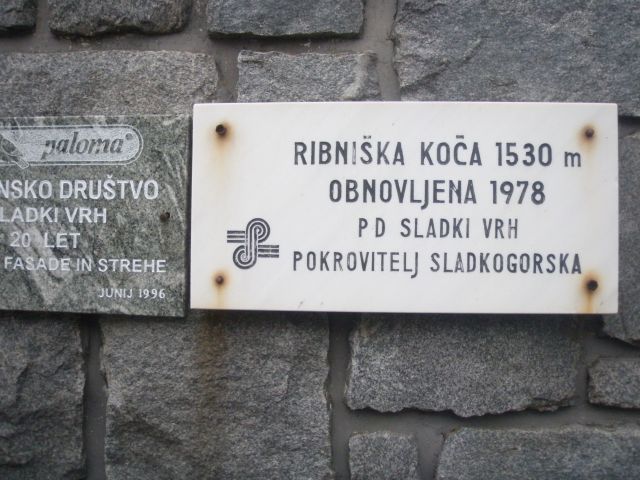 paloma®
NSKO DRUŠTVO
LADKI VRH
20 LET
FASADE IN STREHE
JUNIJ 1996
RIBNIŠKA KOČA 1530 m
OBNOVLJENA 1978
PD SLADKI VRH
POKROVITELJ SLADKOGORSKA